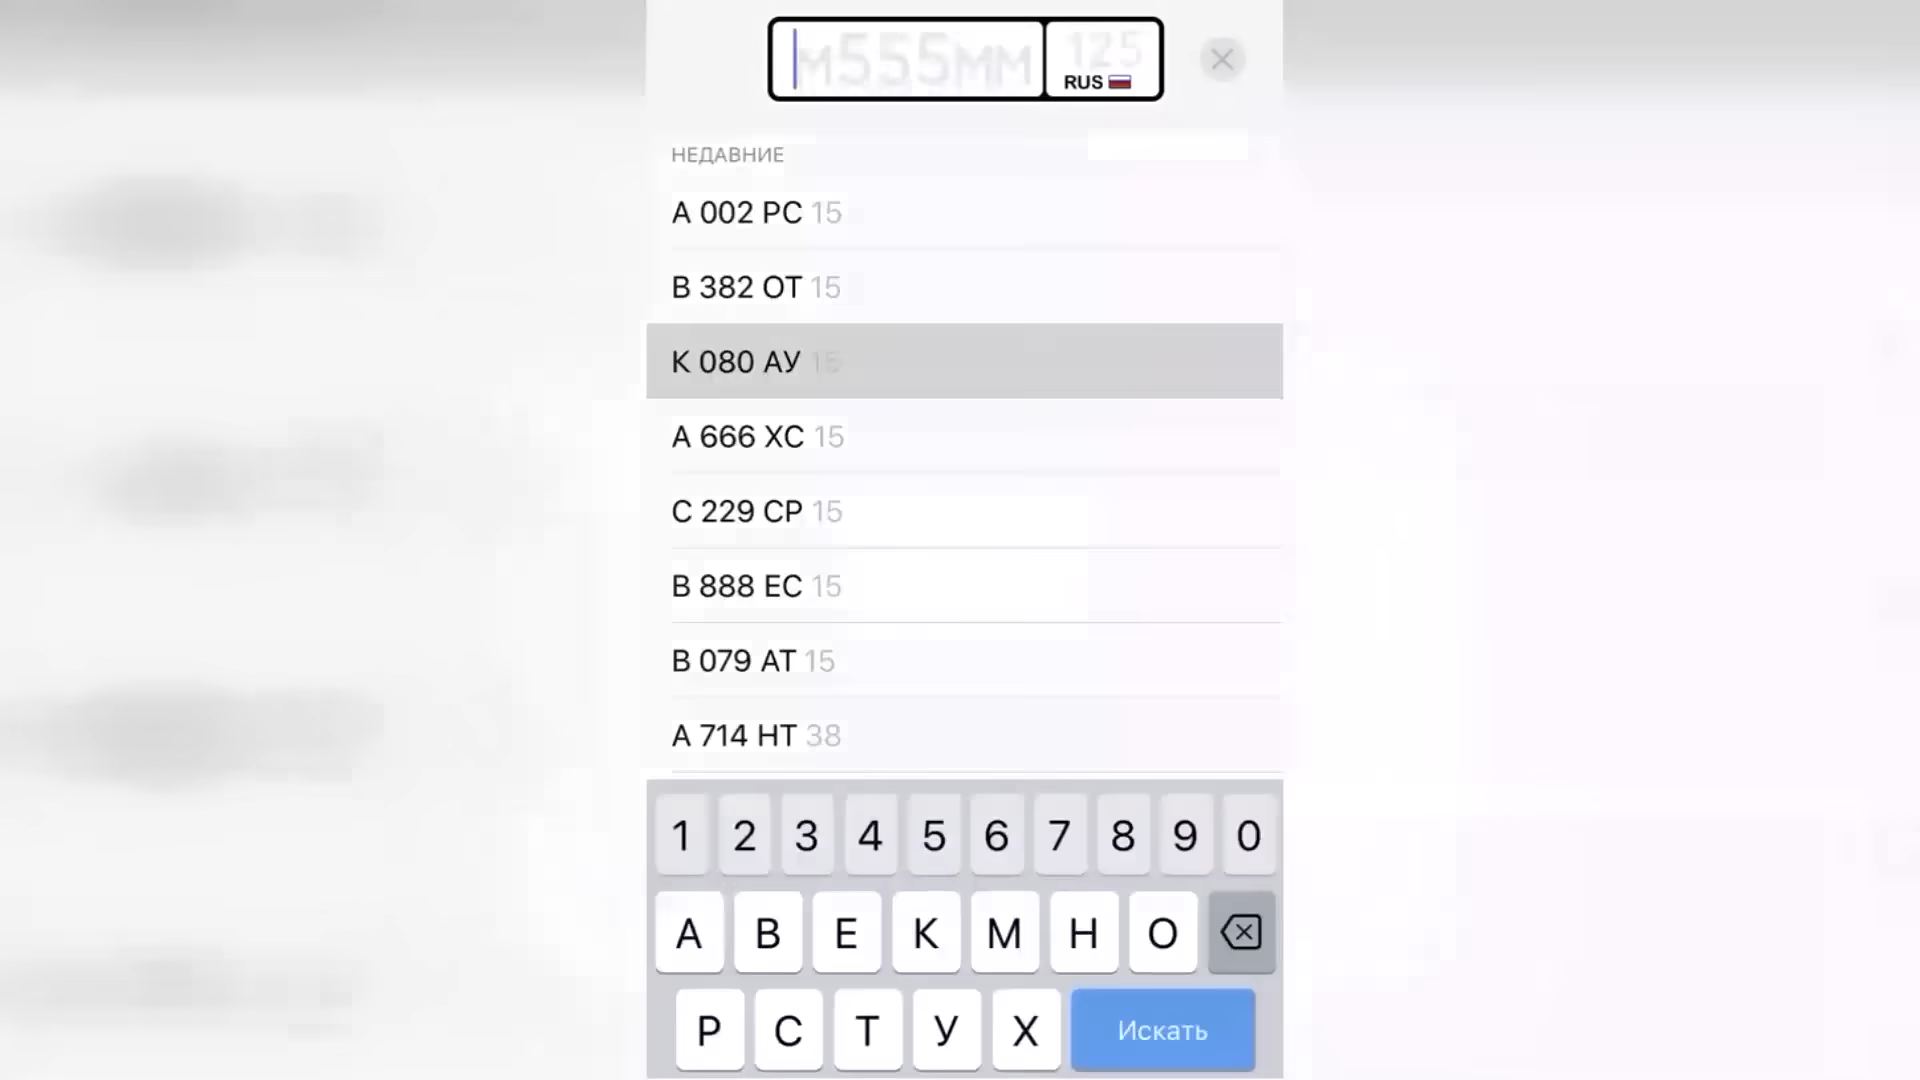 м555мм 125
RUS
НЕДАВНИЕ
А 002 РС 15
В 382 ОТ 15
К 080 АУ 15
А 666 ХС 15
С 229 СР 15
В 888 ЕС 15
В 079 АТ 15
А 714 НТ 38
1 2 3 4 5 6 7 8 9 0
А В Е К М Н О
Р С Т У Х Искать